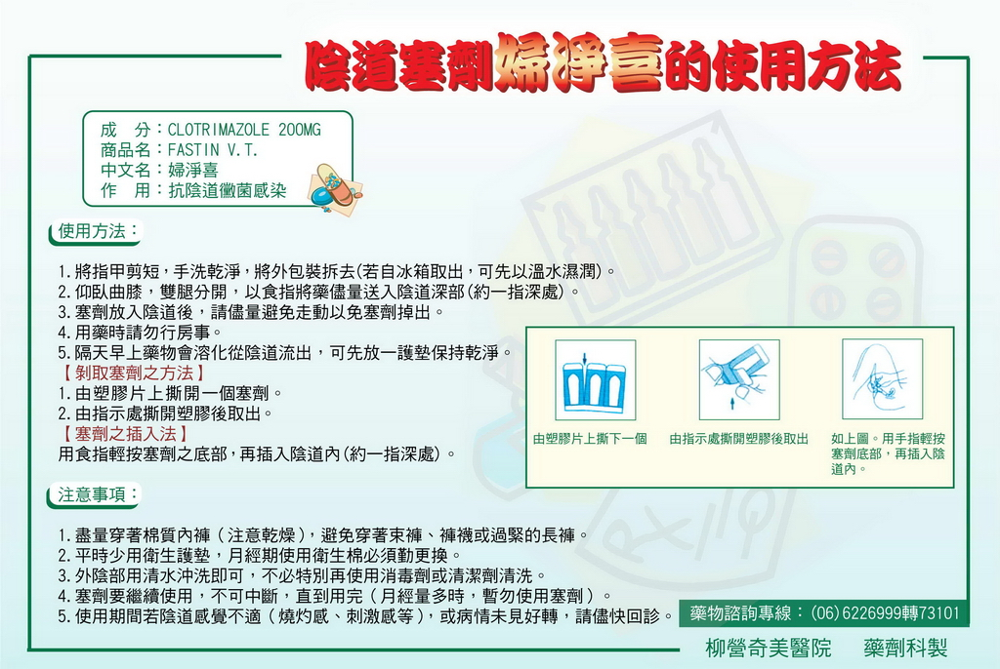 陰道塞劑婦淨喜的使用方法
成　分：CLOTRIMAZOLE 200MG
商品名：FASTIN V.T.
中文名：婦淨喜
作　用：抗陰道黴菌感染
使用方法：
1.將指甲剪短，手洗乾淨，將外包裝拆去(若自冰箱取出，可先以溫水濕潤)。
2.仰臥曲膝，雙腿分開，以食指將藥儘量送入陰道深部(約一指深處)。
3.塞劑放入陰道後，請儘量避免走動以免塞劑掉出。
4.用藥時請勿行房事。
5.隔天早上藥物會溶化從陰道流出，可先放一護墊保持乾淨。
【剝取塞劑之方法】
1.由塑膠片上撕開一個塞劑。
2.由指示處撕開塑膠後取出。
【塞劑之插入法】
用食指輕按塞劑之底部，再插入陰道內(約一指深處)。
由塑膠片上撕下一個
由指示處撕開塑膠後取出
如上圖。用手指輕按
塞劑底部，再插入陰
道內。
注意事項：
1.盡量穿著棉質內褲（注意乾燥），避免穿著束褲、褲襪或過緊的長褲。
2.平時少用衛生護墊，月經期使用衛生棉必須勤更換。
3.外陰部用清水沖洗即可，不必特別再使用消毒劑或清潔劑清洗。
4.塞劑要繼續使用，不可中斷，直到用完（月經量多時，暫勿使用塞劑）。
5.使用期間若陰道感覺不適（燒灼感、刺激感等），或病情未見好轉，請儘快回診。
藥物諮詢專線：(06)6226999轉73101
柳營奇美醫院　藥劑科製
RX/IQ